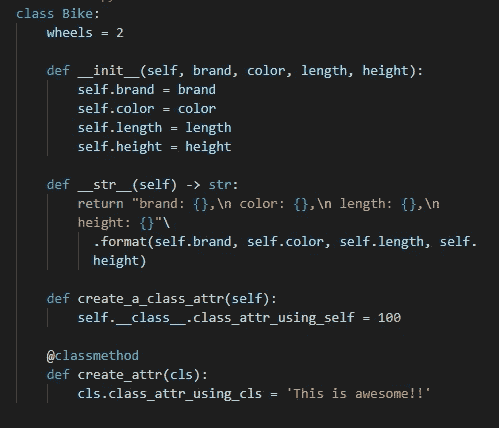 class Bike:
    wheels = 2

    def __init__(self, brand, color, length, height):
        self.brand = brand
        self.color = color
        self.length = length
        self.height = height

    def __str__(self) -> str:
        return "brand: {},\n color: {},\n length: {},\n
        height: {}"\
          .format(self.brand, self.color, self.length, self.
          height)

    def create_a_class_attr(self):
        self.__class__.class_attr_using_self = 100

    @classmethod
    def create_attr(cls):
        cls.class_attr_using_cls = 'This is awesome!!'